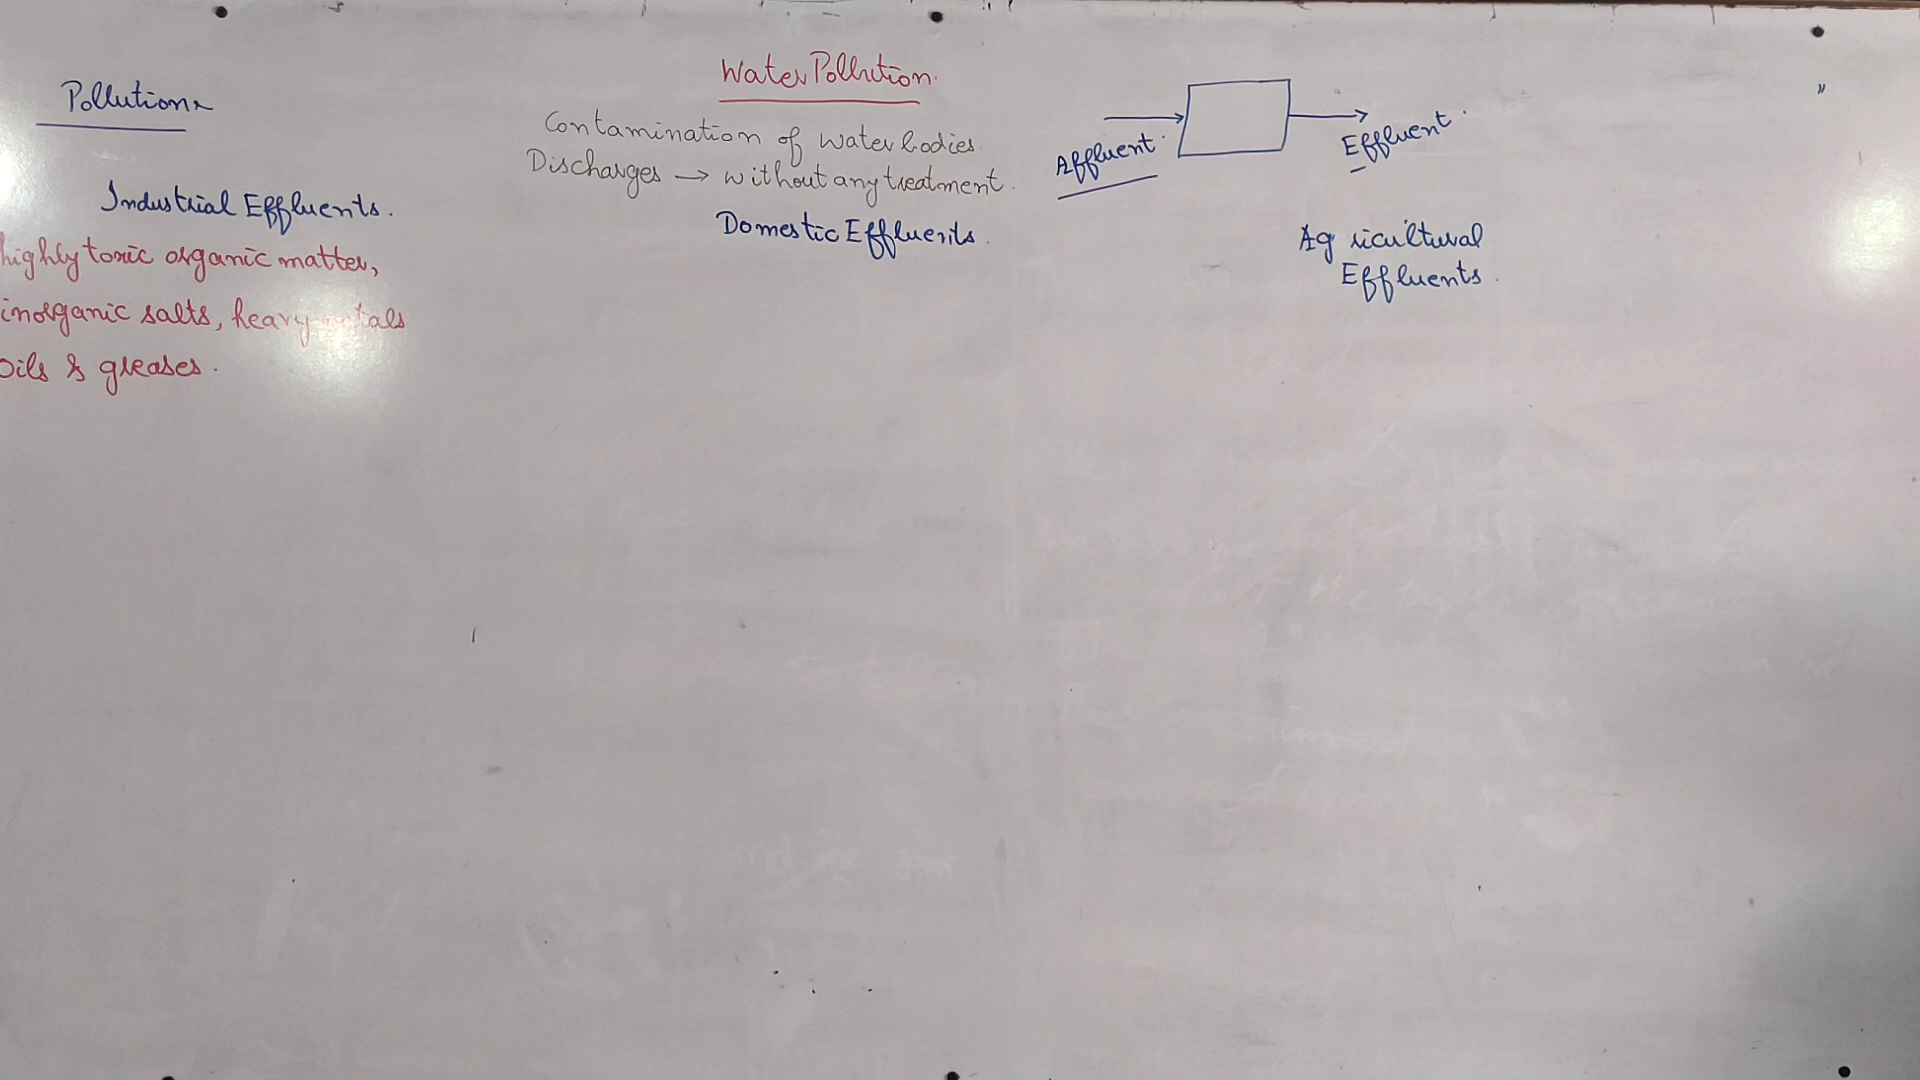 Pollution
Water Pollution.
Contamination of water bodies
Discharges → without any treatment.
Affluent.
Effluent.
Industrial Effluents.
highly toxic organic matter,
inorganic salts, heavy metals
oils & greases.
Domestic Effluents.
Agricultural
Effluents.